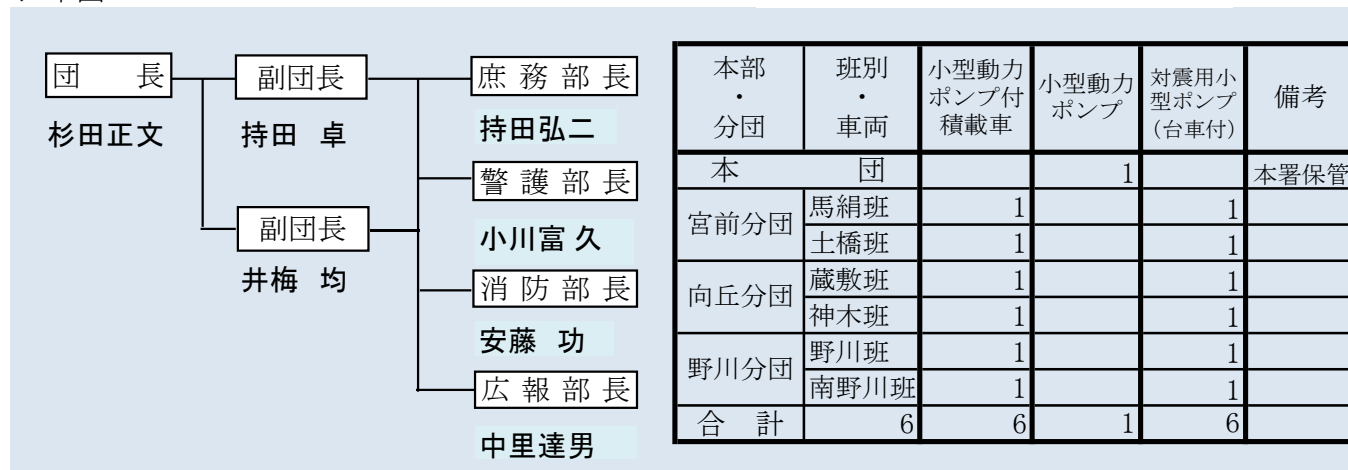 団　長
杉田正文
副団長
持田　卓
副団長
井梅　均
庶務部長
持田弘二
警護部長
小川富久
消防部長
安藤　功
広報部長
中里達男
本部・分団 班別・車両 小型動力ポンプ付積載車 小型動力ポンプ 対震用小型ポンプ（台車付） 備考
本　団 1 本署保管
宮前分団 馬絹班 1 1
土橋班 1 1
向丘分団 蔵敷班 1 1
神木班 1 1
野川分団 野川班 1 1
南野川班 1 1
合　計 6 6 1 6